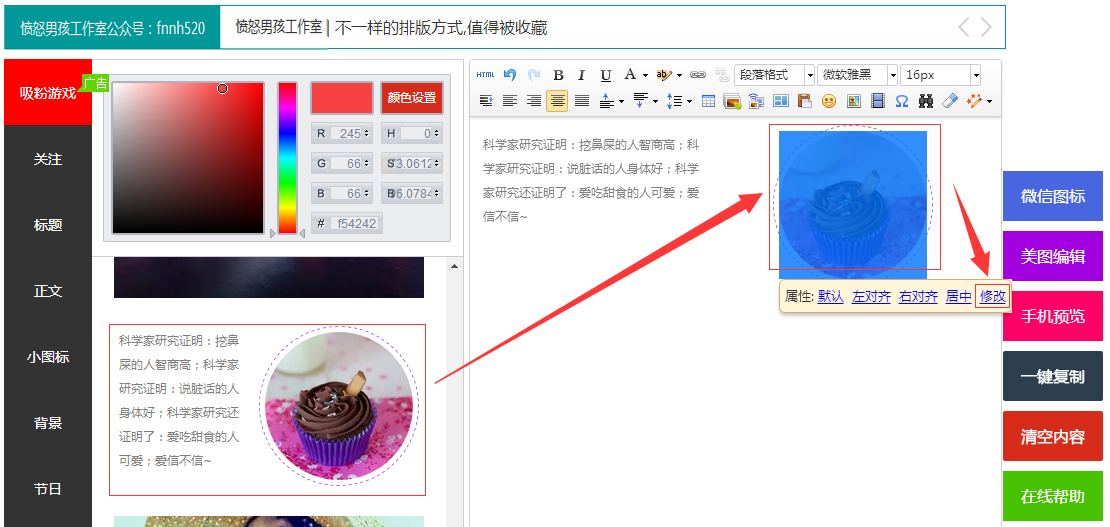 愤怒男孩工作室公众号：fnnh520
愤怒男孩工作室 | 不一样的排版方式,值得被收藏
吸粉游戏
广告
关注
标题
正文
小图标
背景
节日
颜色设置
R 245
H 0
G 66
S 73.0612
B 66
B 96.0784
# f54242
科学家研究证明：挖鼻
屎的人智商高；科学家
研究证明：说脏话的人
身体好；科学家研究还
证明了：爱吃甜食的人
可爱；爱信不信~
HTML B I U A 段落格式 微软雅黑 16px
科学家研究证明：挖鼻屎的人智商高；科
学家研究证明：说脏话的人身体好；科学
家研究还证明了：爱吃甜食的人可爱；爱
信不信~
属性: 默认 左对齐 右对齐 居中 修改
微信图标
美图编辑
手机预览
一键复制
清空内容
在线帮助